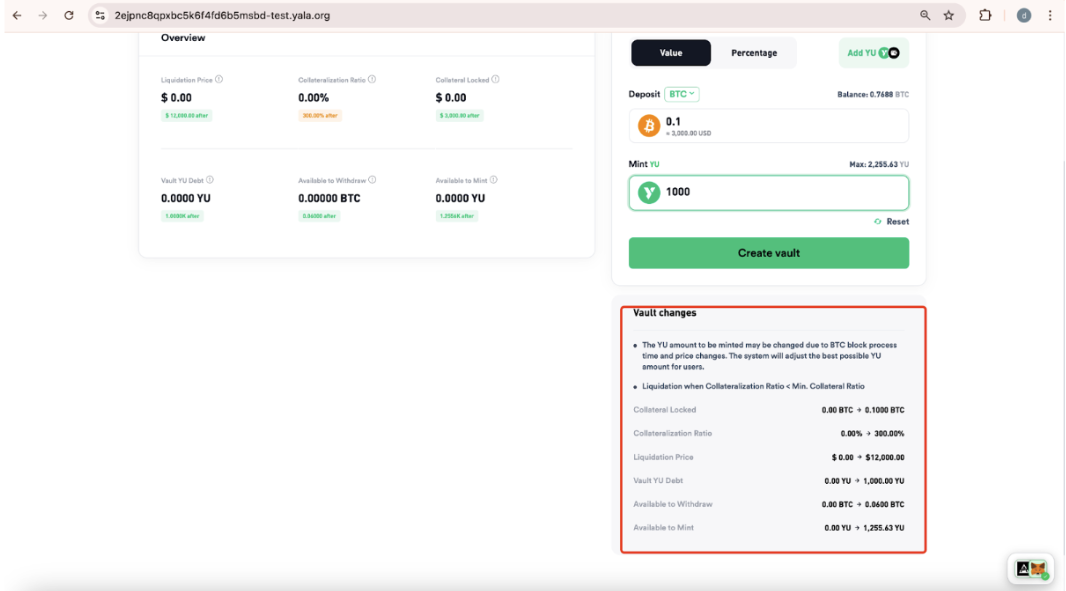 2ejpnc8qpxbc5k6f4fd6b5msbd-test.yala.org
d
Overview
Liquidation Price
Collateralization Ratio
Collateral Locked
$ 0.00
0.00%
$ 0.00
$ 12,000.00 after
300.00% after
$ 3,000.00 after
Vault YU Debt
Available to Withdraw
Available to Mint
0.0000 YU
0.00000 BTC
0.0000 YU
1.0000K after
0.06000 after
1.2556K after
Value
Percentage
Add YU
Deposit BTC
Balance: 0.7688 BTC
0.1
≈ 3,000.00 USD
Mint YU
Max: 2,255.63 YU
1000
Reset
Create vault
Vault changes
• The YU amount to be minted may be changed due to BTC block process
time and price changes. The system will adjust the best possible YU
amount for users.
• Liquidation when Collateralization Ratio < Min. Collateral Ratio
Collateral Locked 0.00 BTC → 0.1000 BTC
Collateralization Ratio 0.00% → 300.00%
Liquidation Price $ 0.00 → $12,000.00
Vault YU Debt 0.00 YU → 1,000.00 YU
Available to Withdraw 0.00 BTC → 0.0600 BTC
Available to Mint 0.00 YU → 1,255.63 YU